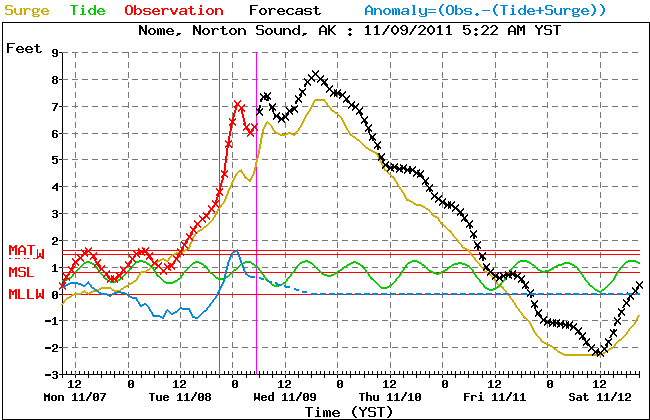 Surge Tide Observation Forecast Anomaly=(Obs.-(Tide+Surge))
Nome, Norton Sound, AK : 11/09/2011 5:22 AM YST
Feet
9
8
7
6
5
4
3
2
1
0
-1
-2
-3
MAT
W
MSL
MLLW
12 0 12 0 12 0 12 0 12 0 12
Mon 11/07 Tue 11/08 Wed 11/09 Thu 11/10 Fri 11/11 Sat 11/12
Time (YST)